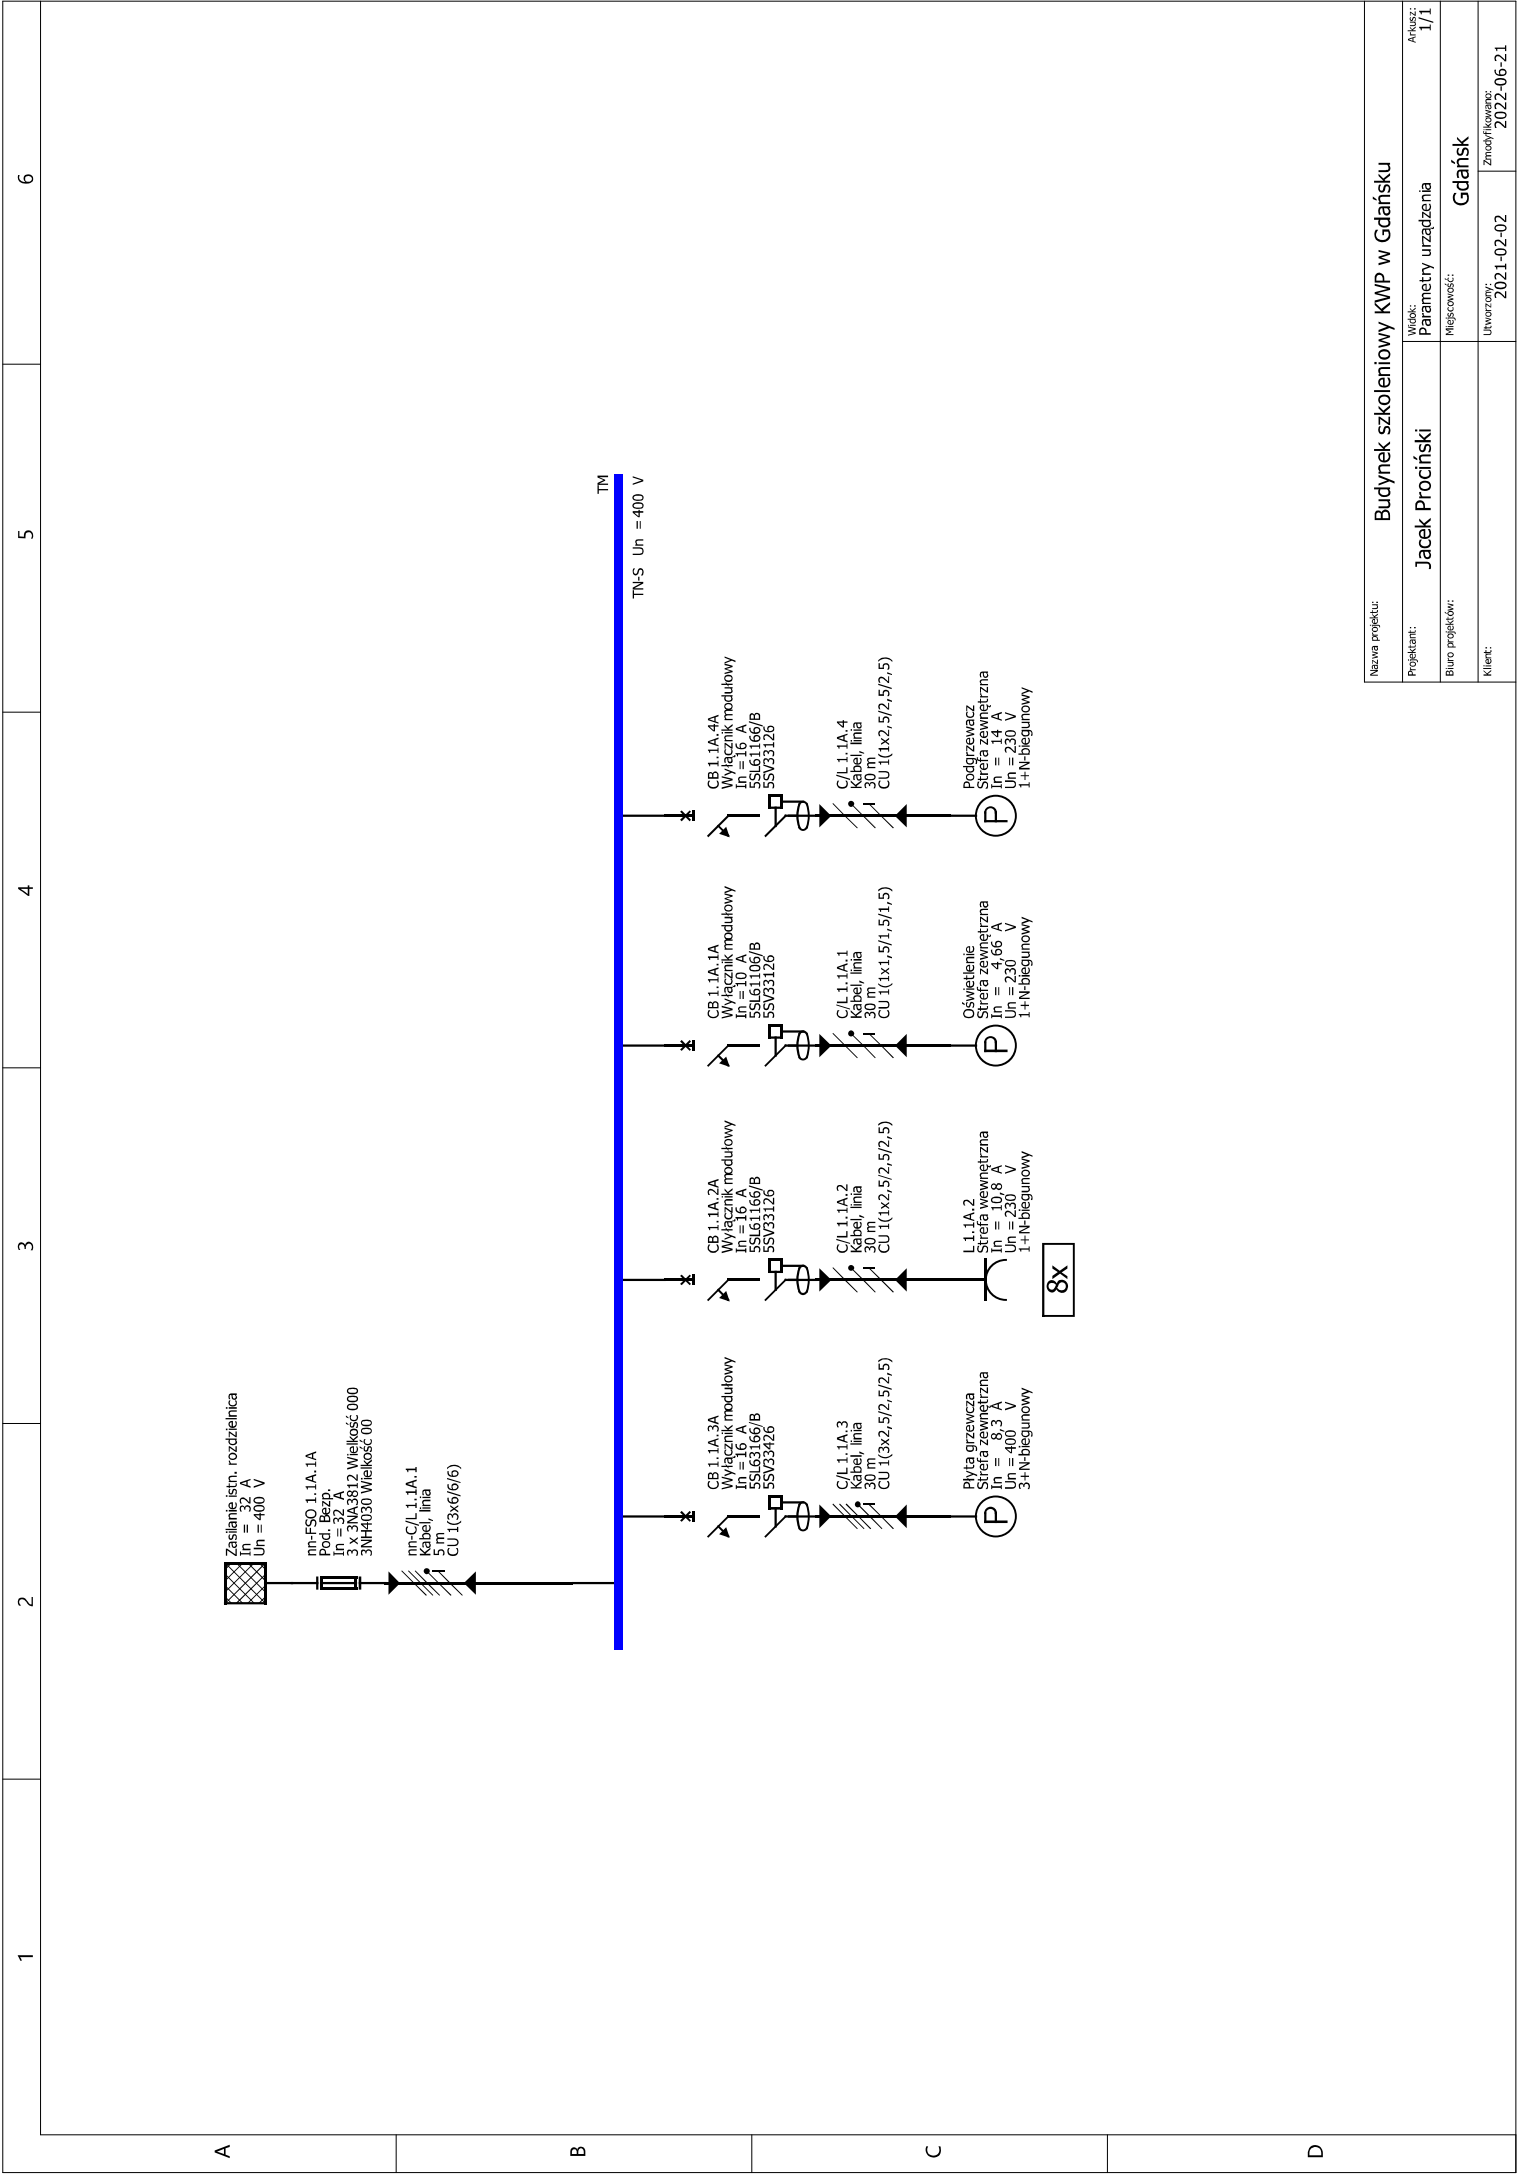 1
2
3
4
5
6
A
B
C
D
Zasilanie istn. rozdzielnica
In = 32 A
Un = 400 V
nn-FSO 1.1A.1A
Pod. Bezp.
In = 32 A
3 x 3NA3812 Wielkość 000
3NH4030 Wielkość 00
nn-C/L 1.1A.1
Kabel, linia
5 m
CU 1(3x6/6/6)
TM
TN-S Un = 400 V
CB 1.1A.3A
Wyłącznik modułowy
In = 16 A
5SL63166/B
5SV33426
C/L 1.1A.3
Kabel, linia
30 m
CU 1(3x2,5/2,5/2,5)
Płyta grzewcza
Strefa zewnętrzna
In = 8,3 A
Un = 400 V
3+N-biegunowy
P
CB 1.1A.2A
Wyłącznik modułowy
In = 16 A
5SL61166/B
5SV33126
C/L 1.1A.2
Kabel, linia
30 m
CU 1(1x2,5/2,5/2,5)
L 1.1A.2
Strefa wewnętrzna
In = 10,8 A
Un = 230 V
1+N-biegunowy
8x
CB 1.1A.1A
Wyłącznik modułowy
In = 10 A
5SL61106/B
5SV33126
C/L 1.1A.1
Kabel, linia
30 m
CU 1(1x1,5/1,5/1,5)
Oświetlenie
Strefa zewnętrzna
In = 4,66 A
Un = 230 V
1+N-biegunowy
P
CB 1.1A.4A
Wyłącznik modułowy
In = 16 A
5SL61166/B
5SV33126
C/L 1.1A.4
Kabel, linia
30 m
CU 1(1x2,5/2,5/2,5)
Podgrzewacz
Strefa zewnętrzna
In = 14 A
Un = 230 V
1+N-biegunowy
P
Nazwa projektu:
Budynek szkoleniowy KWP w Gdańsku
Projektant:
Jacek Prociński
Widok:
Parametry urządzenia
Arkusz:
1/1
Biuro projektów:
Miejscowość:
Gdańsk
Klient:
Utworzony:
2021-02-02
Zmodyfikowano:
2022-06-21